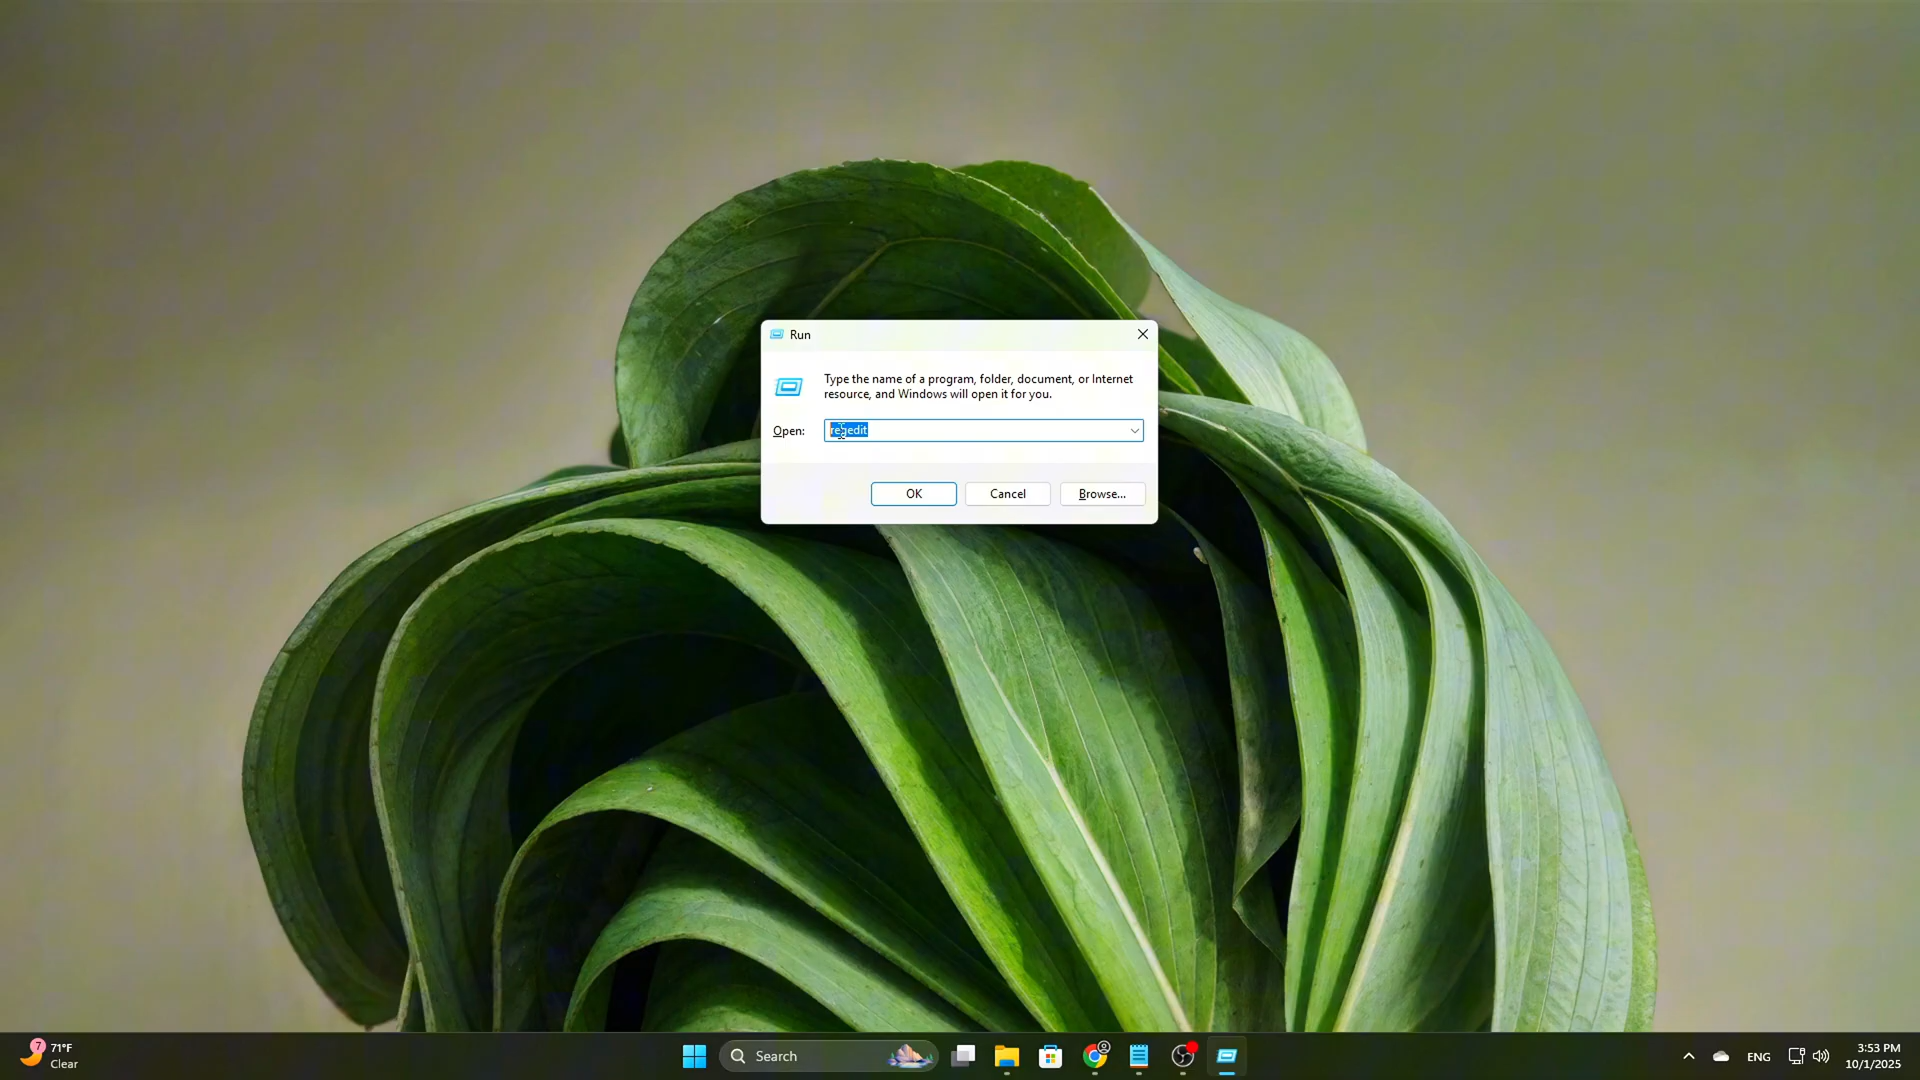 Run
Type the name of a program, folder, document, or Internet
resource, and Windows will open it for you.
Open:
regedit
OK
Cancel
Browse...
7
71°F
Clear
Search
ENG
3:53 PM
10/1/2025